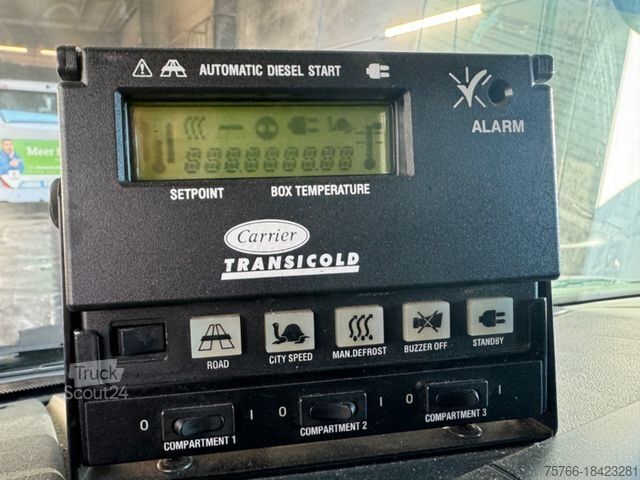 AUTOMATIC DIESEL START
ALARM
SETPOINT BOX TEMPERATURE
Carrier
TRANSICOLD
ROAD CITY SPEED MAN.DEFROST BUZZER OFF STANDBY
0 I 0 I 0 I
COMPARTMENT 1 COMPARTMENT 2 COMPARTMENT 3
Meer
Truck
Scout24
75766-18423281